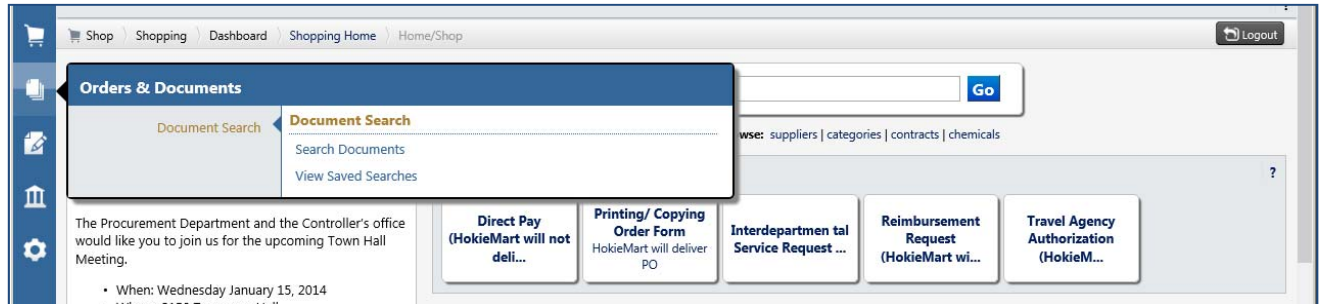 Shop Shopping Dashboard Shopping Home Home/Shop Logout
Orders & Documents
Go
Document Search
Document Search
Search Documents
View Saved Searches
wse: suppliers | categories | contracts | chemicals
?
The Procurement Department and the Controller's office
would like you to join us for the upcoming Town Hall
Meeting.
• When: Wednesday January 15, 2014
Direct Pay
(HokieMart will not
deli...
Printing/ Copying
Order Form
HokieMart will deliver
PO
Interdepartmen tal
Service Request ...
Reimbursement
Request
(HokieMart wi...
Travel Agency
Authorization
(HokieM...